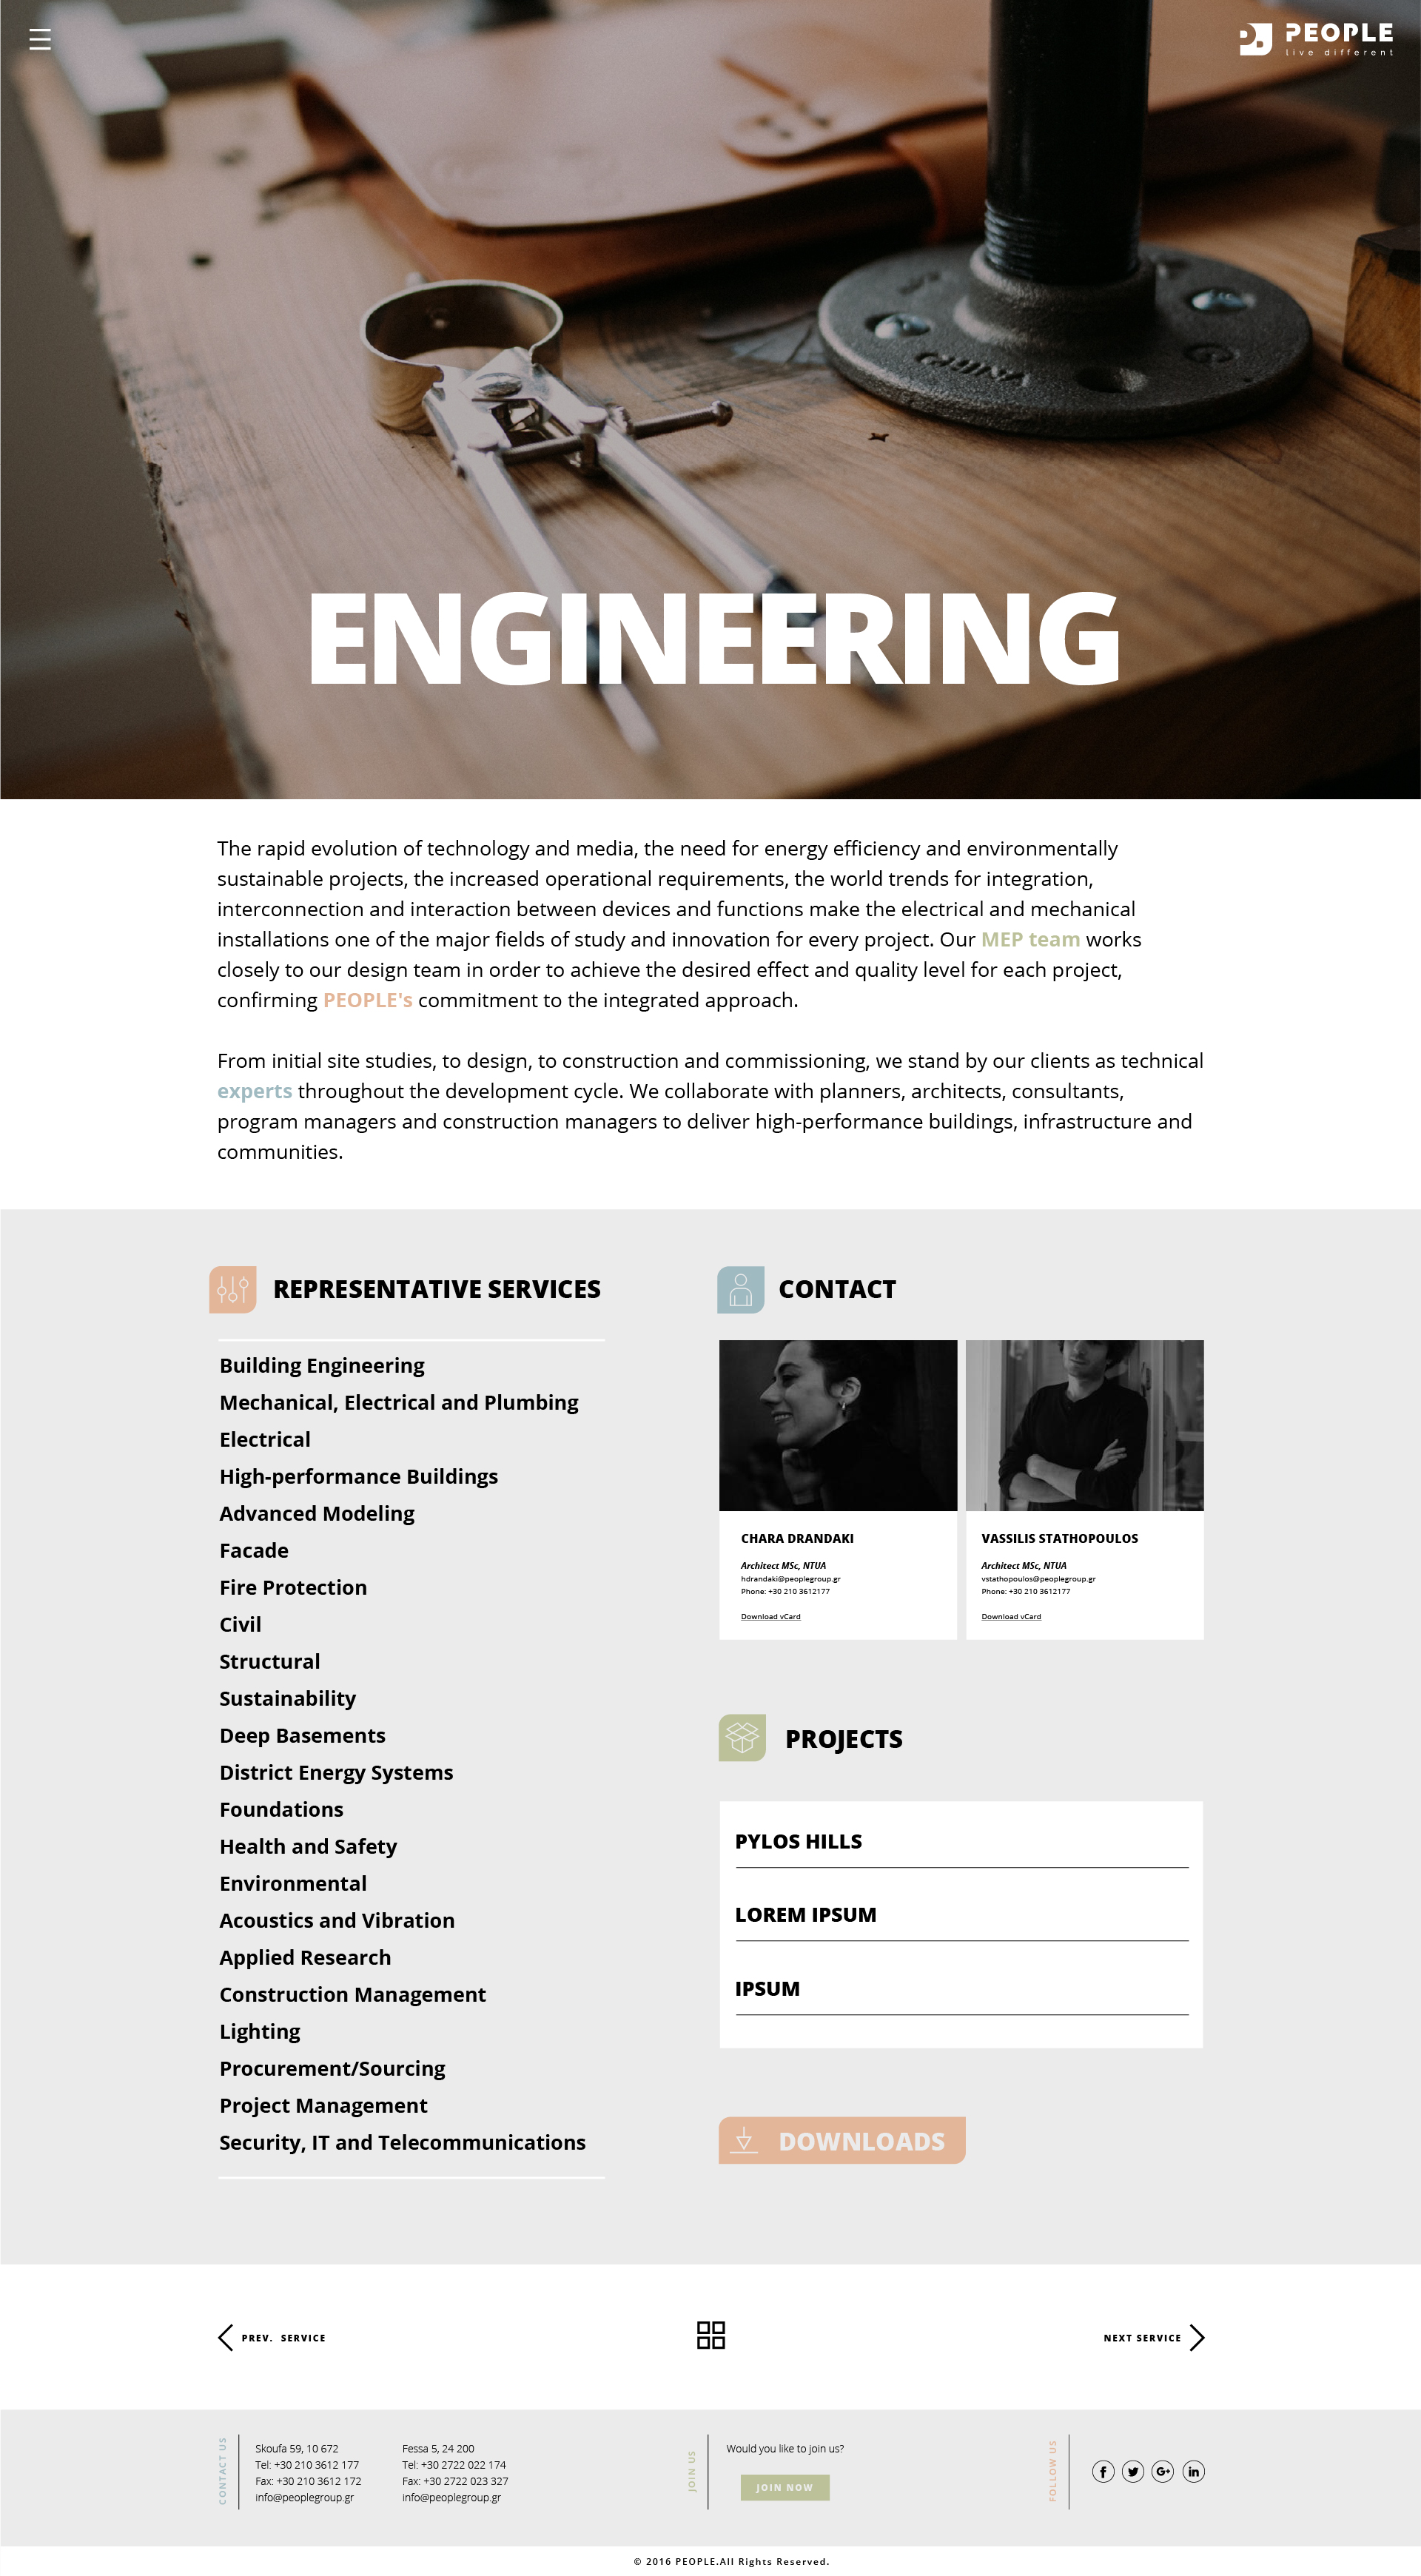 PEOPLE
live different
CHINA
ENGINEERING
The rapid evolution of technology and media, the need for energy efficiency and environmentally
sustainable projects, the increased operational requirements, the world trends for integration,
interconnection and interaction between devices and functions make the electrical and mechanical
installations one of the major fields of study and innovation for every project. Our MEP team works
closely to our design team in order to achieve the desired effect and quality level for each project,
confirming PEOPLE's commitment to the integrated approach.
From initial site studies, to design, to construction and commissioning, we stand by our clients as technical
experts throughout the development cycle. We collaborate with planners, architects, consultants,
program managers and construction managers to deliver high-performance buildings, infrastructure and
communities.
REPRESENTATIVE SERVICES
Building Engineering
Mechanical, Electrical and Plumbing
Electrical
High-performance Buildings
Advanced Modeling
Facade
Fire Protection
Civil
Structural
Sustainability
Deep Basements
District Energy Systems
Foundations
Health and Safety
Environmental
Acoustics and Vibration
Applied Research
Construction Management
Lighting
Procurement/Sourcing
Project Management
Security, IT and Telecommunications
CONTACT
CHARA DRANDAKI
Architect MSc, NTUA
hdrandaki@peoplegroup.gr
Phone: +30 210 3612177
Download vCard
VASSILIS STATHOPOULOS
Architect MSc, NTUA
vstathopoulos@peoplegroup.gr
Phone: +30 210 3612177
Download vCard
PROJECTS
PYLOS HILLS
LOREM IPSUM
IPSUM
DOWNLOADS
PREV. SERVICE
NEXT SERVICE
CONTACT US
Skoufa 59, 10 672
Tel: +30 210 3612 177
Fax: +30 210 3612 172
info@peoplegroup.gr
Fessa 5, 24 200
Tel: +30 2722 022 174
Fax: +30 2722 023 327
info@peoplegroup.gr
JOIN US
Would you like to join us?
JOIN NOW
FOLLOW US
f
G+
in
© 2016 PEOPLE.All Rights Reserved.